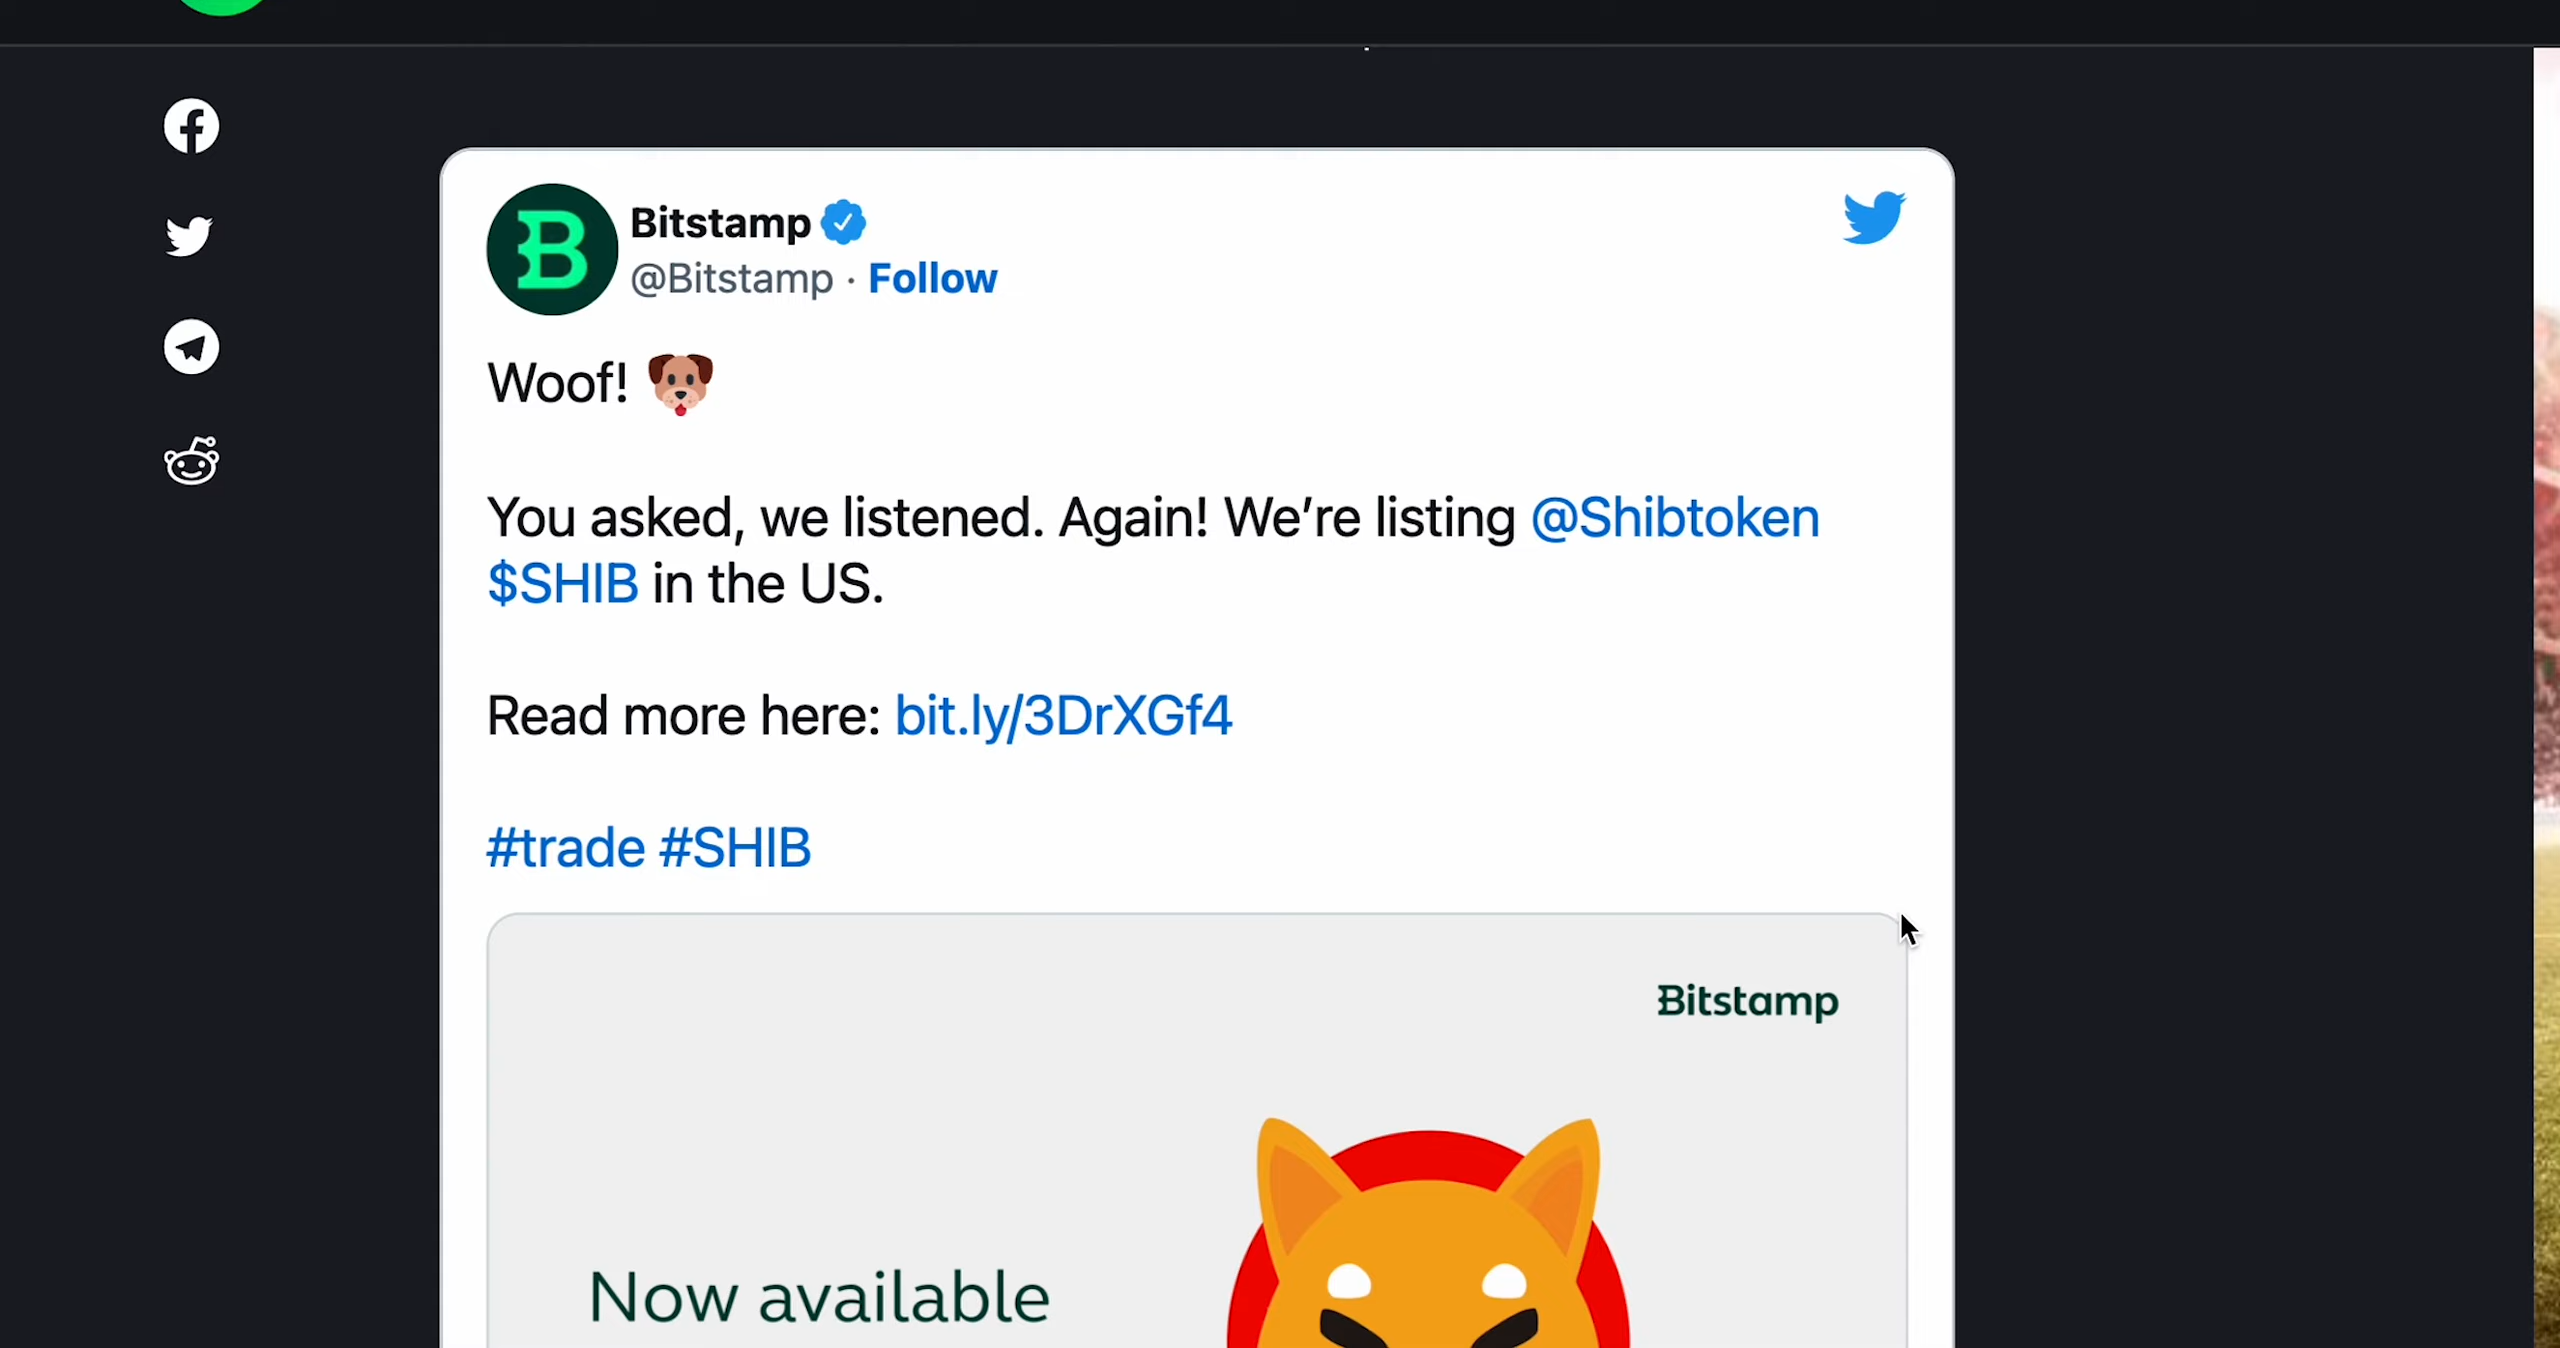 Bitstamp
@Bitstamp · Follow
Woof!
You asked, we listened. Again! We’re listing @Shibtoken
$SHIB in the US.
Read more here: bit.ly/3DrXGf4
#trade #SHIB
Bitstamp
Now available